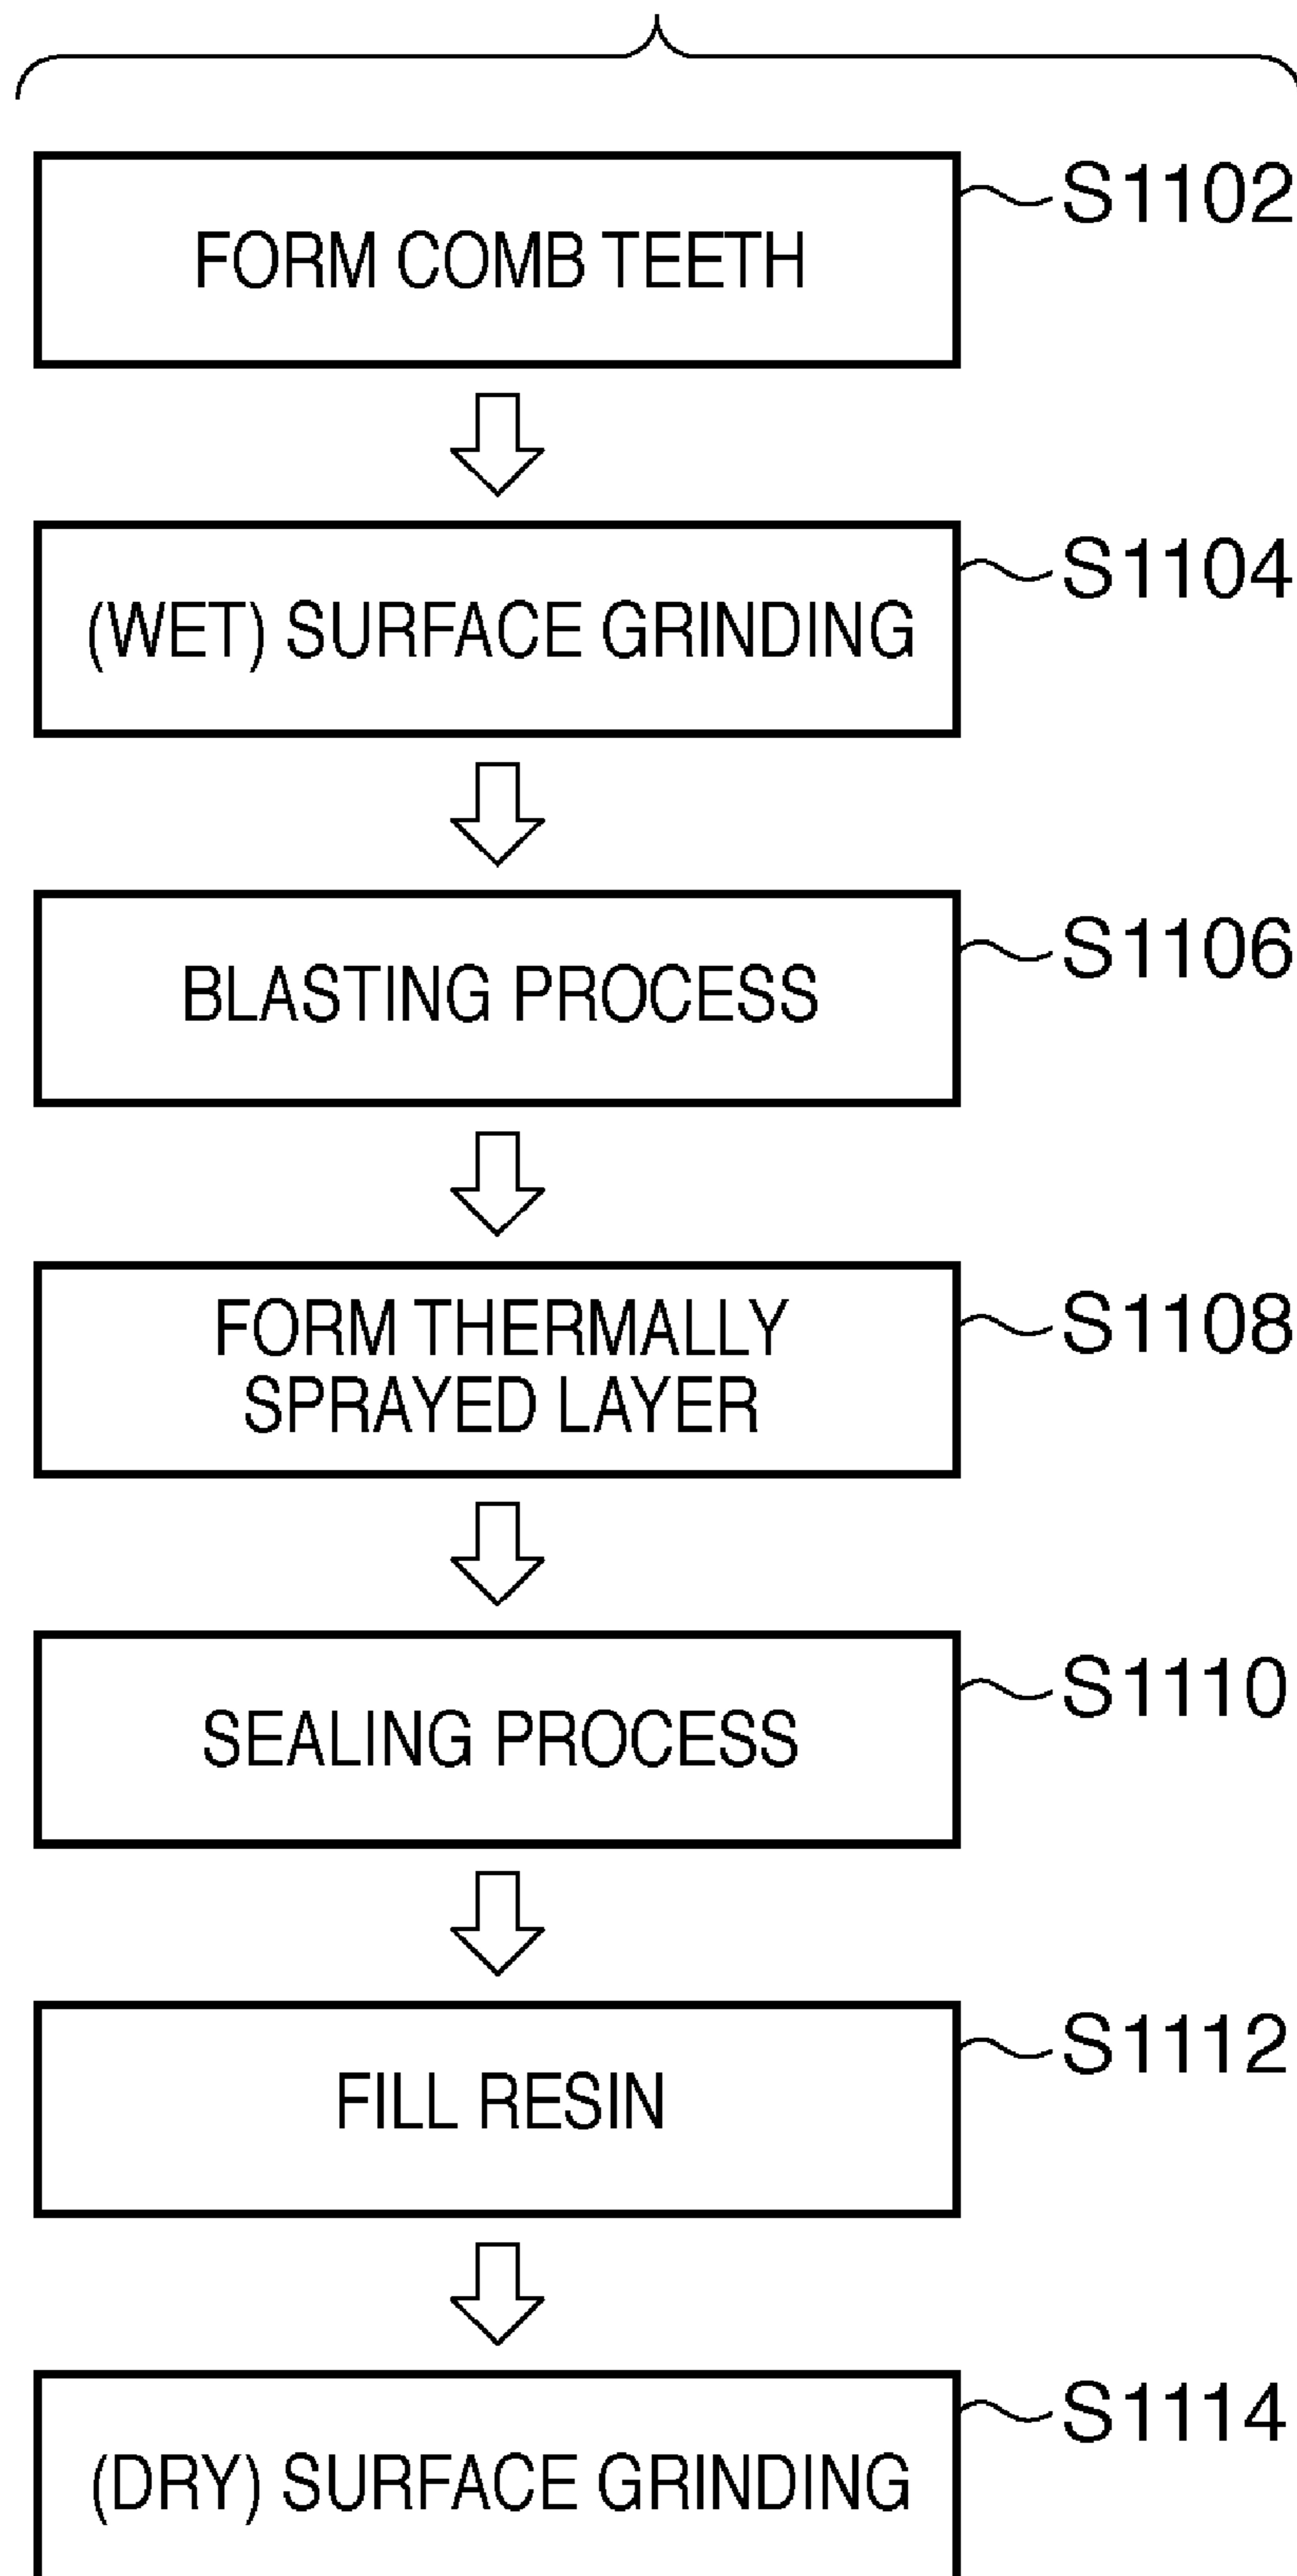 S1102
FORM COMB TEETH
S1104
(WET) SURFACE GRINDING
S1106
BLASTING PROCESS
S1108
FORM THERMALLY
SPRAYED LAYER
S1110
SEALING PROCESS
S1112
FILL RESIN
S1114
(DRY) SURFACE GRINDING